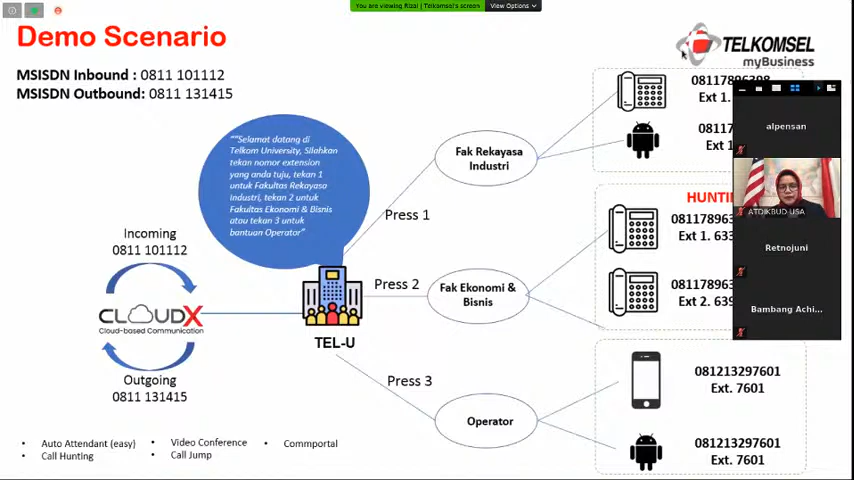 You are viewing Rizal | Telkomsel's screen
View Options
Demo Scenario
TELKOMSEL
myBusiness
MSISDN Inbound : 0811 101112
MSISDN Outbound: 0811 131415
""Selamat datang di
Telkom University, Silahkan
tekan nomor extension
yang anda tuju, tekan 1
untuk Fakultas Rekayasa
Industri, tekan 2 untuk
Fakultas Ekonomi & Bisnis
atau tekan 3 untuk
bantuan Operator"
Incoming
0811 101112
CLOUDX
Cloud-based Communication
Outgoing
0811 131415
TEL-U
Press 1
Press 2
Press 3
Fak Rekayasa
Industri
Fak Ekonomi &
Bisnis
Operator
Ext 1.
HUNTIN
Ext 1.
Ext 2.
081213297601
Ext. 7601
081213297601
Ext. 7601
alpensan
ATDIKBUD USA
Retnojuni
Bambang Achi...
• Auto Attendant (easy)
• Call Hunting
• Video Conference
• Call Jump
• Commportal